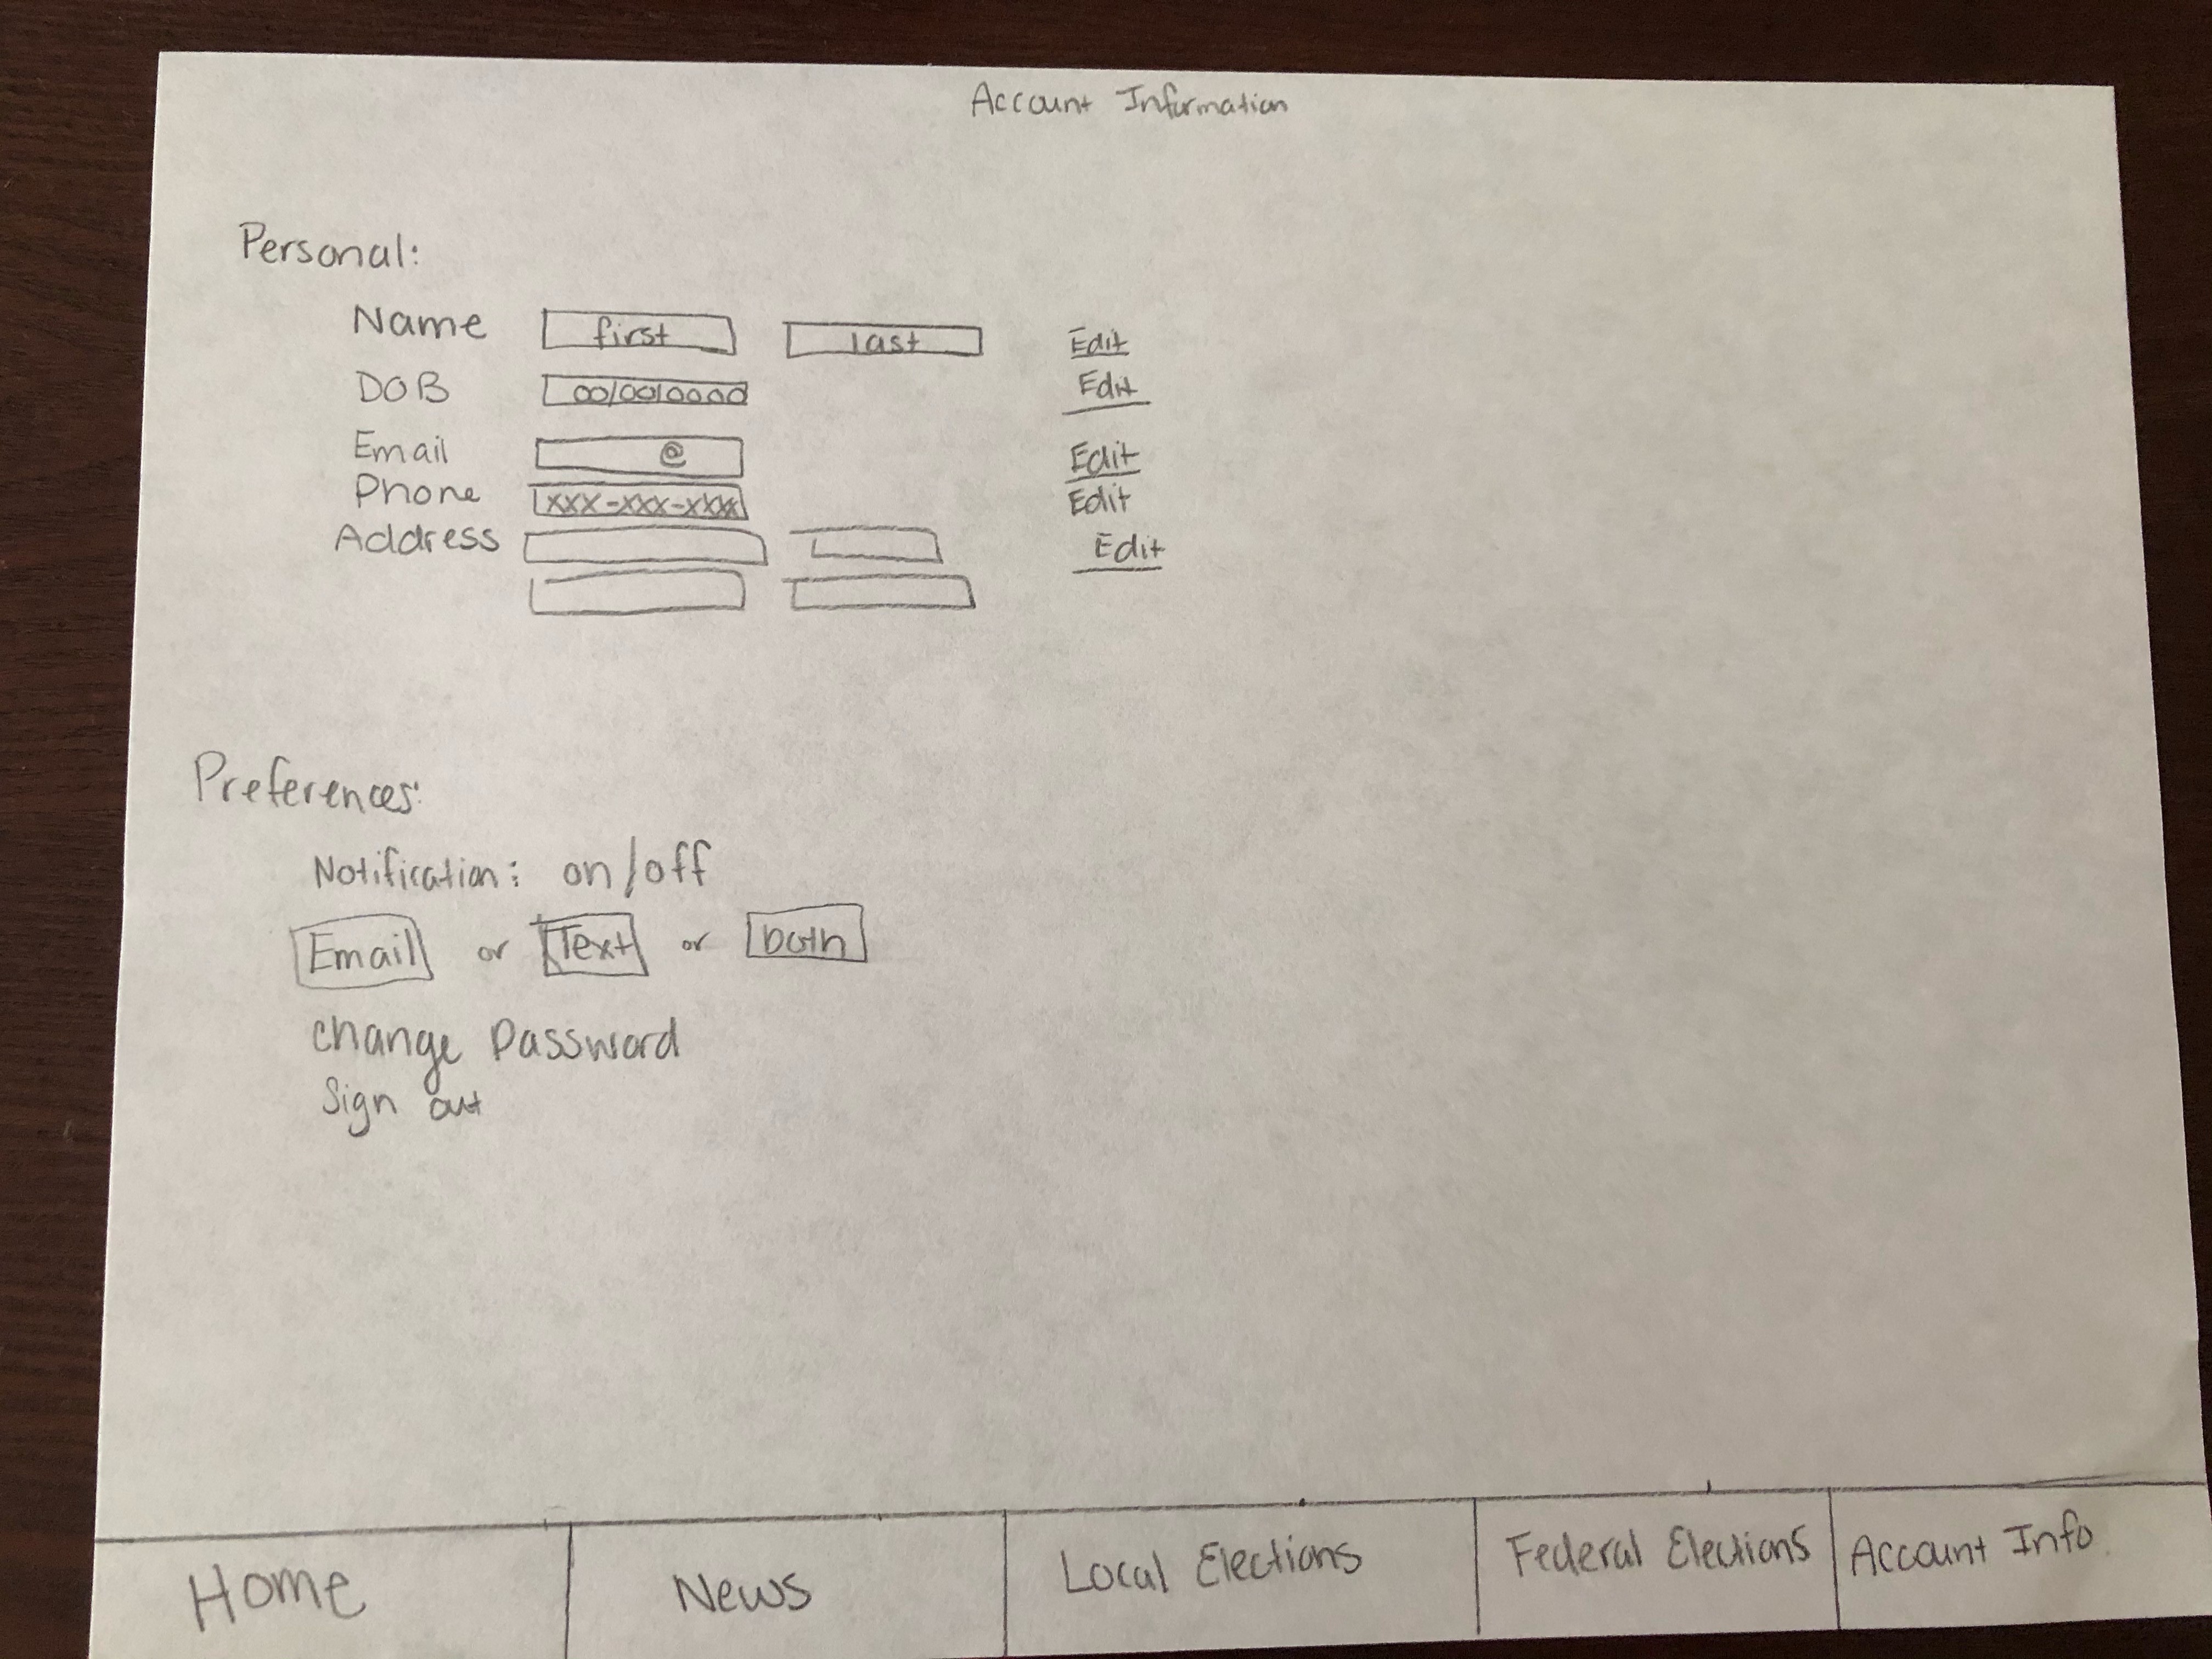 Account Information
Personal:
Name first last Edit
DOB 00/00/0000 Edit
Email @ Edit
Phone xxx-xxx-xxxx Edit
Address Edit
Preferences:
Notification: on/off
Email or Text or both
change Password
Sign out
Home News Local Elections Federal Elections Account Info